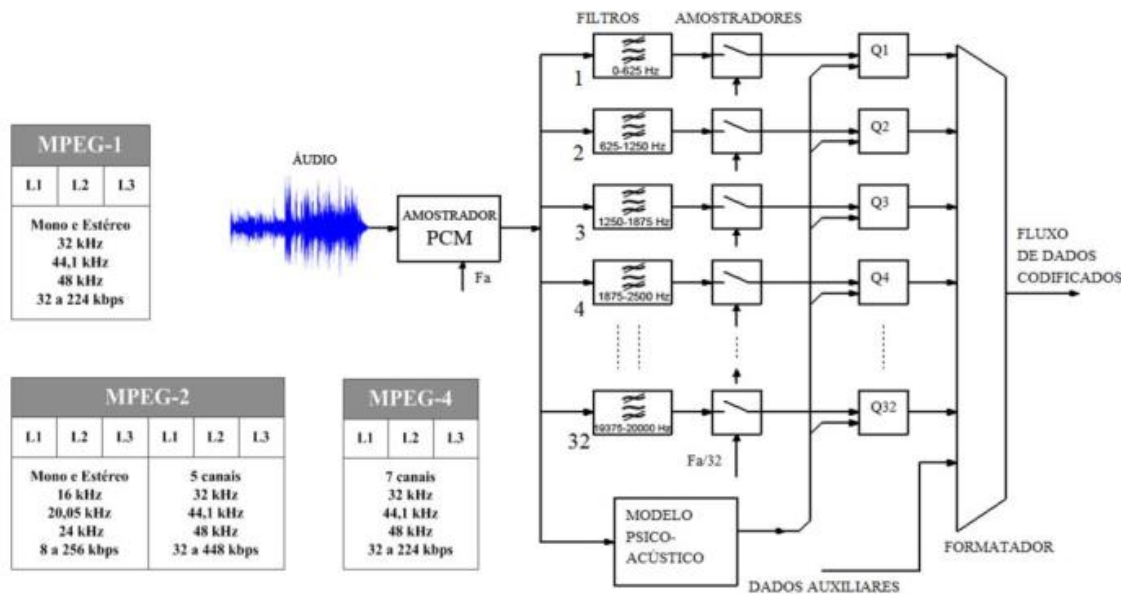 MPEG-1
L1 L2 L3
Mono e Estéreo
32 kHz
44,1 kHz
48 kHz
32 a 224 kbps
MPEG-2
L1 L2 L3 L1 L2 L3
Mono e Estéreo
16 kHz
20,05 kHz
24 kHz
8 a 256 kbps
5 canais
32 kHz
44,1 kHz
48 kHz
32 a 448 kbps
MPEG-4
L1 L2 L3
7 canais
32 kHz
44,1 kHz
48 kHz
32 a 224 kbps
ÁUDIO
AMOSTRADOR
PCM
Fa
FILTROS
AMOSTRADORES
1
0-625 Hz
Q1
2
625-1250 Hz
Q2
3
1250-1875 Hz
Q3
4
1875-2500 Hz
Q4
32
19375-20000 Hz
Q32
Fa/32
MODELO
PSICO-
ACÚSTICO
DADOS AUXILIARES
FORMATADOR
FLUXO
DE DADOS
CODIFICADOS